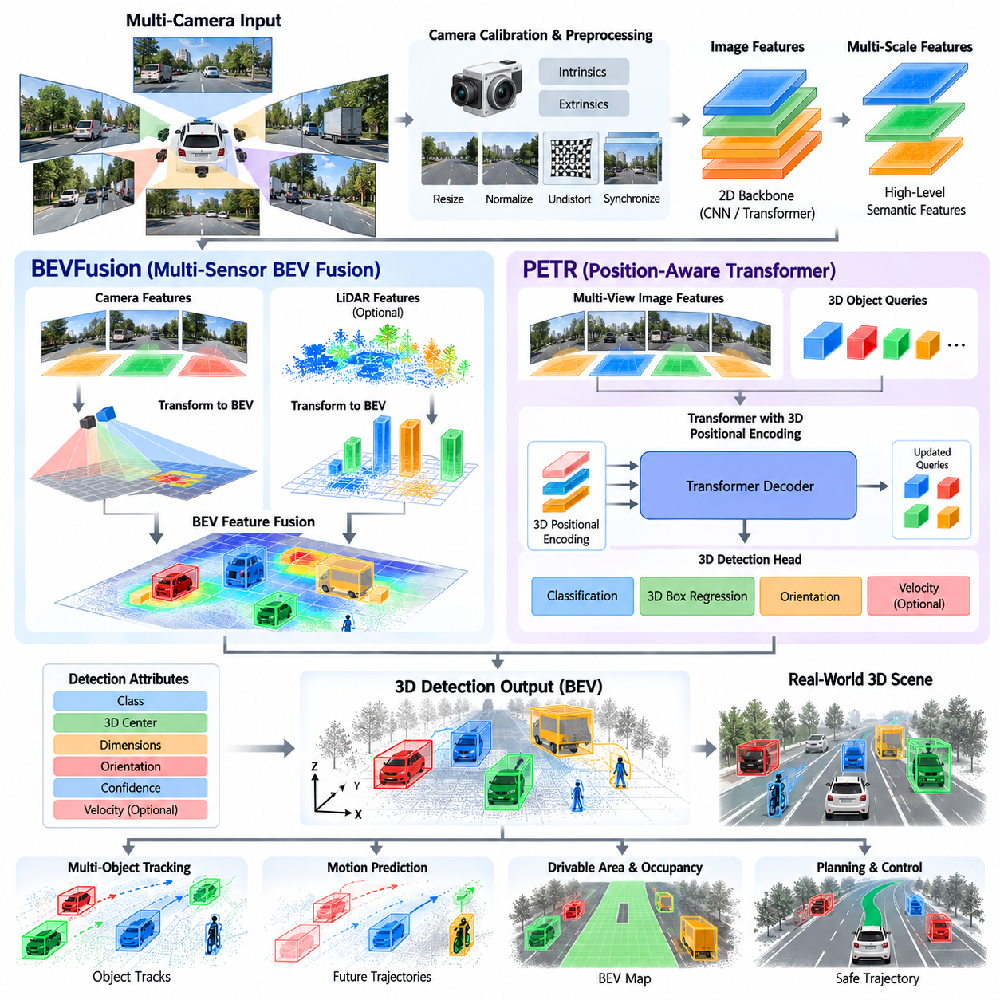 Multi-Camera Input
Camera Calibration & Preprocessing
Intrinsics
Extrinsics
Resize
Normalize
Undistort
Synchronize
Image Features
2D Backbone
(CNN / Transformer)
Multi-Scale Features
High-Level
Semantic Features
BEVFusion (Multi-Sensor BEV Fusion)
Camera Features
LiDAR Features
(Optional)
Transform to BEV
Transform to BEV
BEV Feature Fusion
PETR (Position-Aware Transformer)
Multi-View Image Features
3D Object Queries
...
Transformer with 3D
Positional Encoding
3D Positional
Encoding
Transformer Decoder
Updated
Queries
3D Detection Head
Classification
3D Box Regression
Orientation
Velocity
(Optional)
Detection Attributes
Class
3D Center
Dimensions
Orientation
Confidence
Velocity (Optional)
3D Detection Output (BEV)
Z
Y
X
Real-World 3D Scene
Multi-Object Tracking
Object Tracks
Motion Prediction
Future Trajectories
Drivable Area & Occupancy
BEV Map
Planning & Control
Safe Trajectory